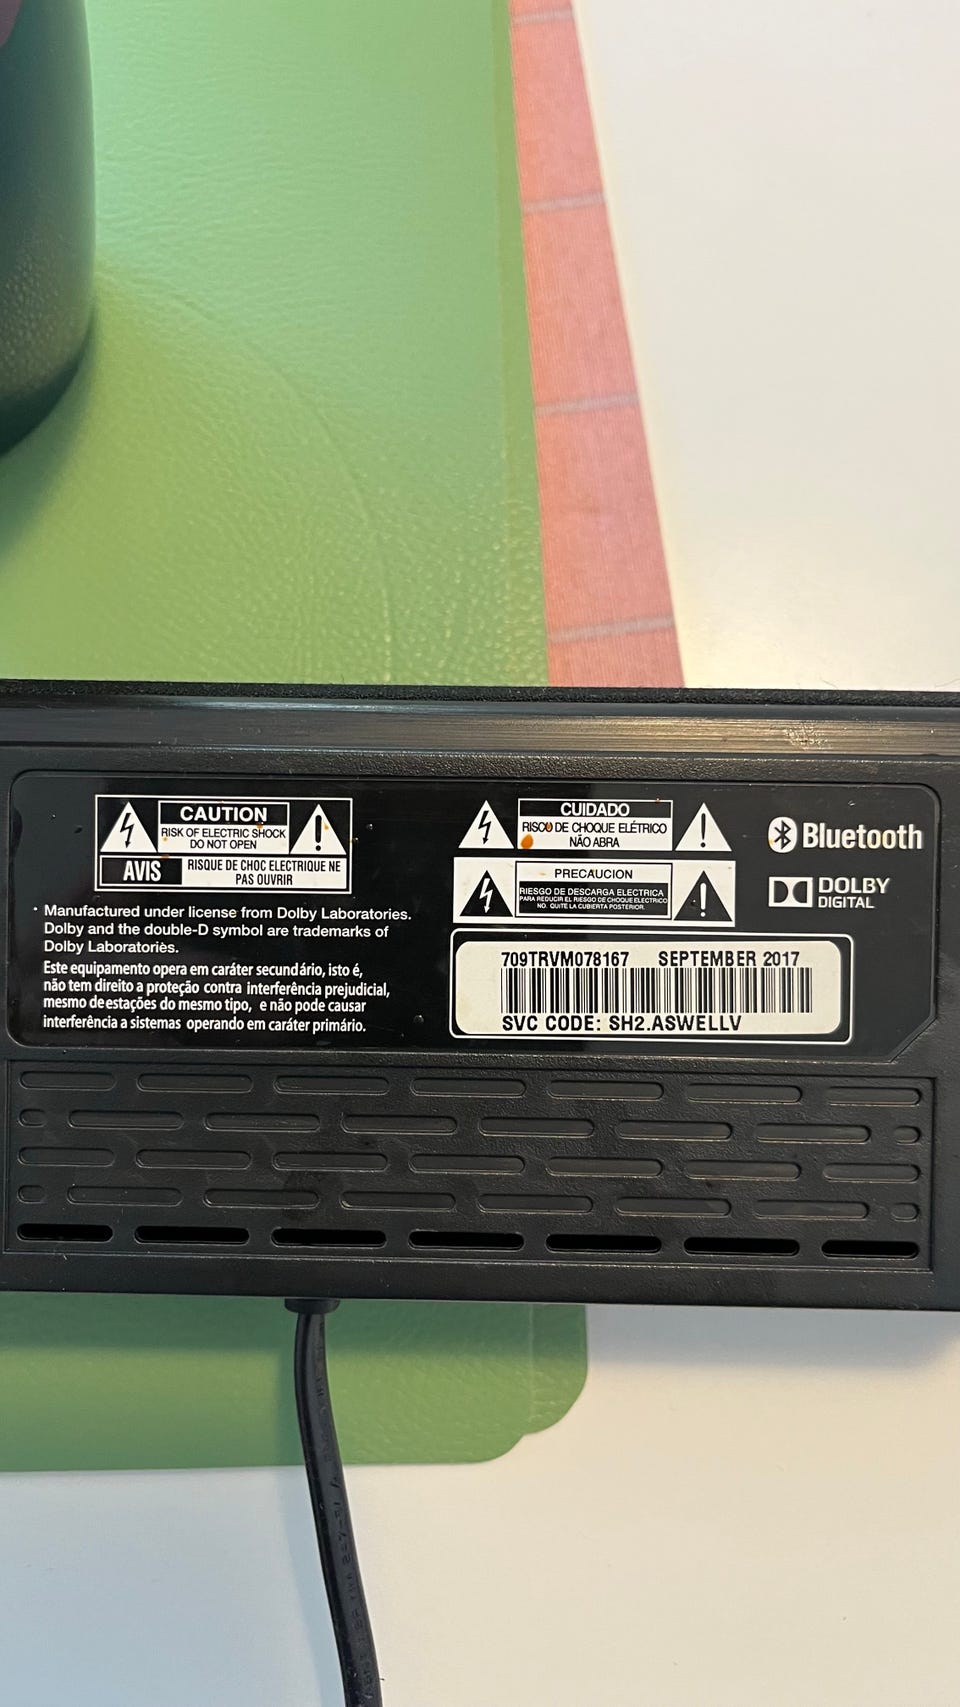 CAUTION
RISK OF ELECTRIC SHOCK
DO NOT OPEN
AVIS
RISQUE DE CHOC ELECTRIQUE NE
PAS OUVRIR
· Manufactured under license from Dolby Laboratories.
Dolby and the double-D symbol are trademarks of
Dolby Laboratories.
Este equipamento opera em caráter secundário, isto é,
não tem direito a proteção contra interferência prejudicial,
mesmo de estações do mesmo tipo, e não pode causar
interferência a sistemas operando em caráter primário.
CUIDADO
RISCO DE CHOQUE ELÉTRICO
NÃO ABRA
PRECAUCION
RIESGO DE DESCARGA ELECTRICA
PARA REDUCIR EL RIESGO DE CHOQUE ELECTRICO
NO. QUITE LA CUBIERTA POSTERIOR.
Bluetooth
DOLBY
DIGITAL
709TRVM078167 SEPTEMBER 2017
SVC CODE: SH2.ASWELLV